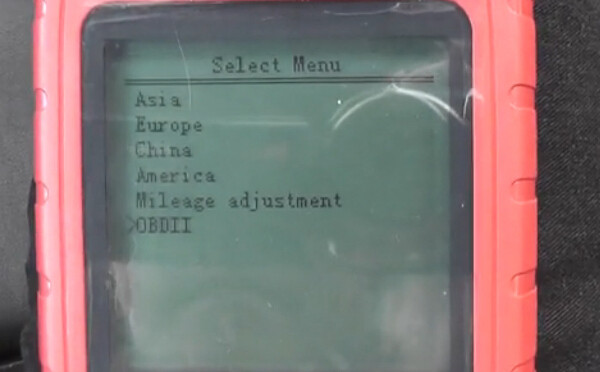 Select Menu
Asia
Europe
China
America
Mileage adjustment
>OBDII